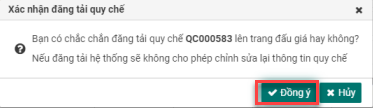 Xác nhận đăng tải quy chế
Bạn có chắc chắn đăng tải quy chế QC000583 lên trang đấu giá hay không?
Nếu đăng tải hệ thống sẽ không cho phép chỉnh sửa lại thông tin quy chế
Đồng ý Hủy